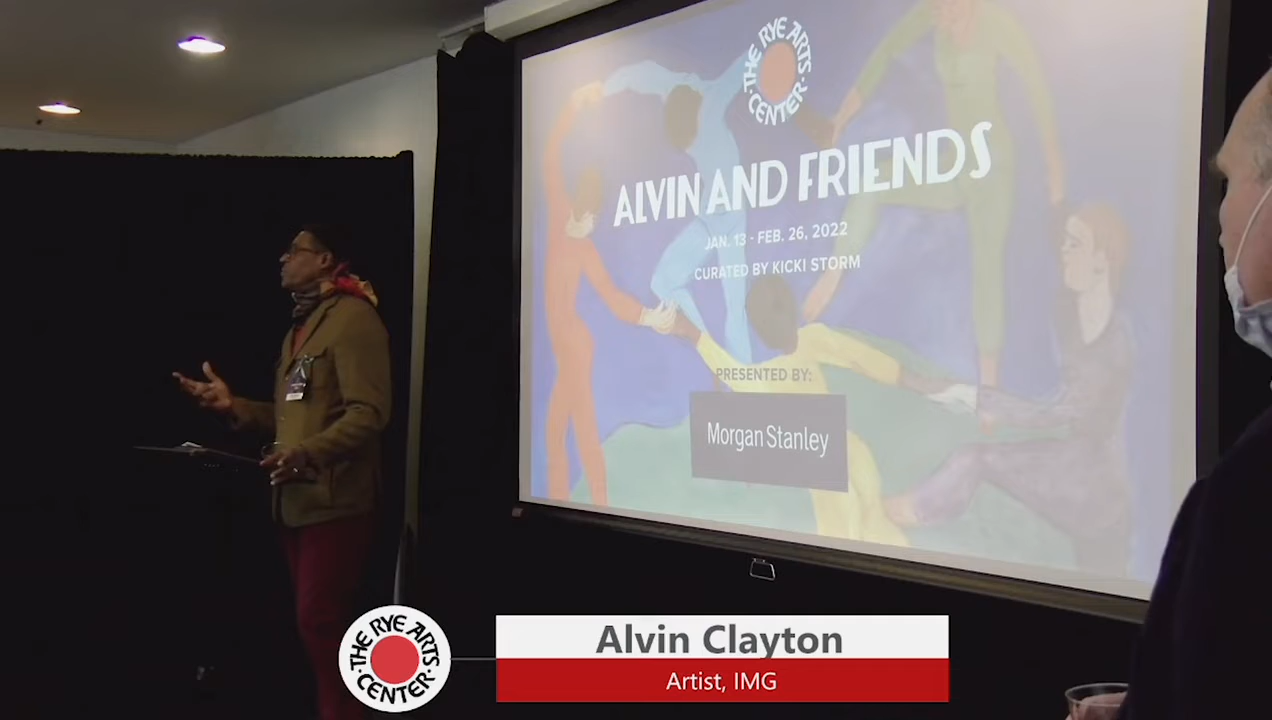 THE RYE ARTS
· CENTER ·
ALVIN AND FRIENDS
JAN. 13 - FEB. 26, 2022
CURATED BY KICKI STORM
PRESENTED BY:
Morgan Stanley
THE RYE ARTS
· CENTER ·
Alvin Clayton
Artist, IMG